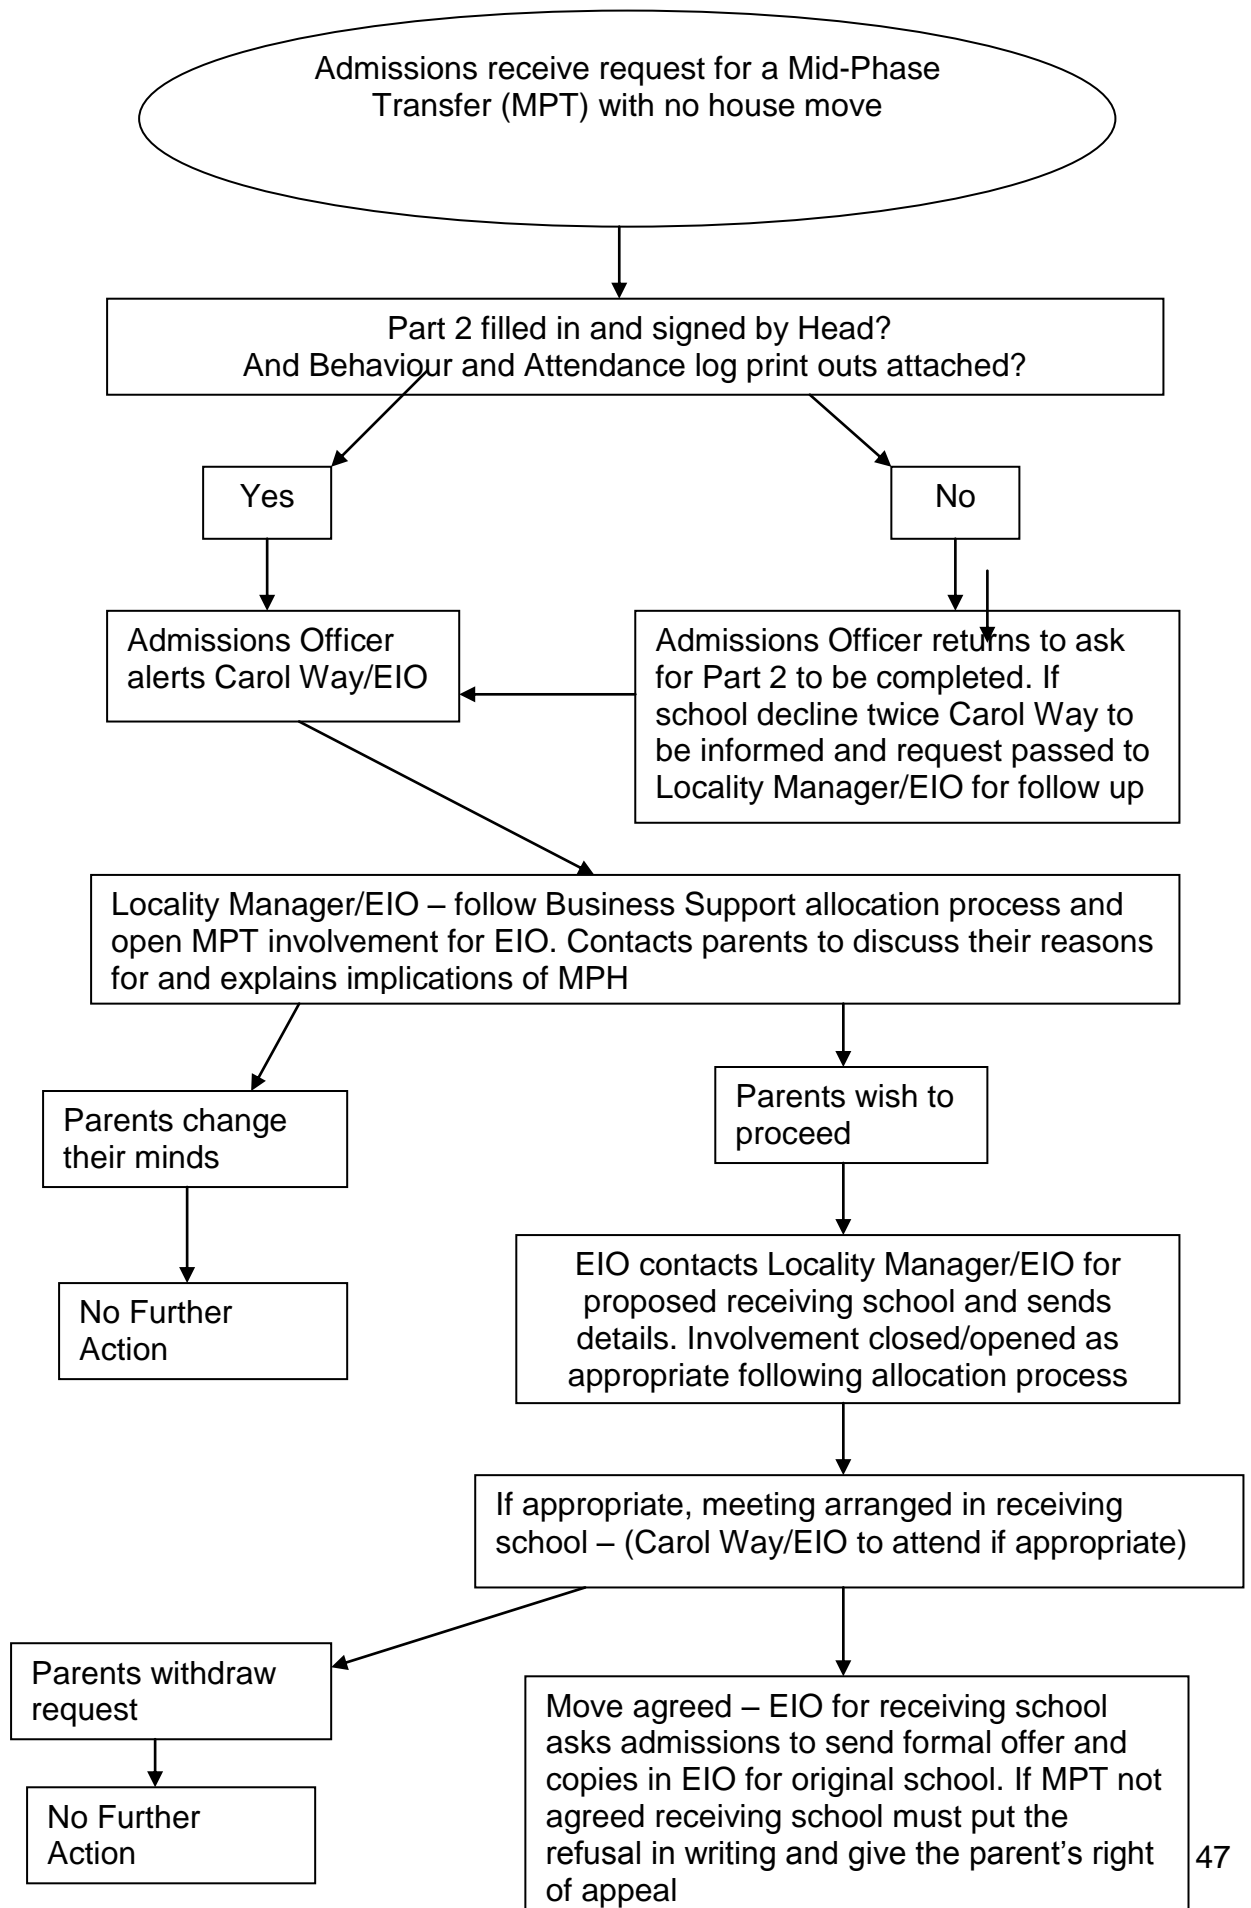 Admissions receive request for a Mid-Phase
Transfer (MPT) with no house move
Part 2 filled in and signed by Head?
And Behaviour and Attendance log print outs attached?
Yes
No
Admissions Officer
alerts Carol Way/EIO
Admissions Officer returns to ask
for Part 2 to be completed. If
school decline twice Carol Way to
be informed and request passed to
Locality Manager/EIO for follow up
Locality Manager/EIO – follow Business Support allocation process and
open MPT involvement for EIO. Contacts parents to discuss their reasons
for and explains implications of MPH
Parents change
their minds
Parents wish to
proceed
No Further
Action
EIO contacts Locality Manager/EIO for
proposed receiving school and sends
details. Involvement closed/opened as
appropriate following allocation process
If appropriate, meeting arranged in receiving
school – (Carol Way/EIO to attend if appropriate)
Parents withdraw
request
No Further
Action
Move agreed – EIO for receiving school
asks admissions to send formal offer and
copies in EIO for original school. If MPT not
agreed receiving school must put the
refusal in writing and give the parent’s right
of appeal
47